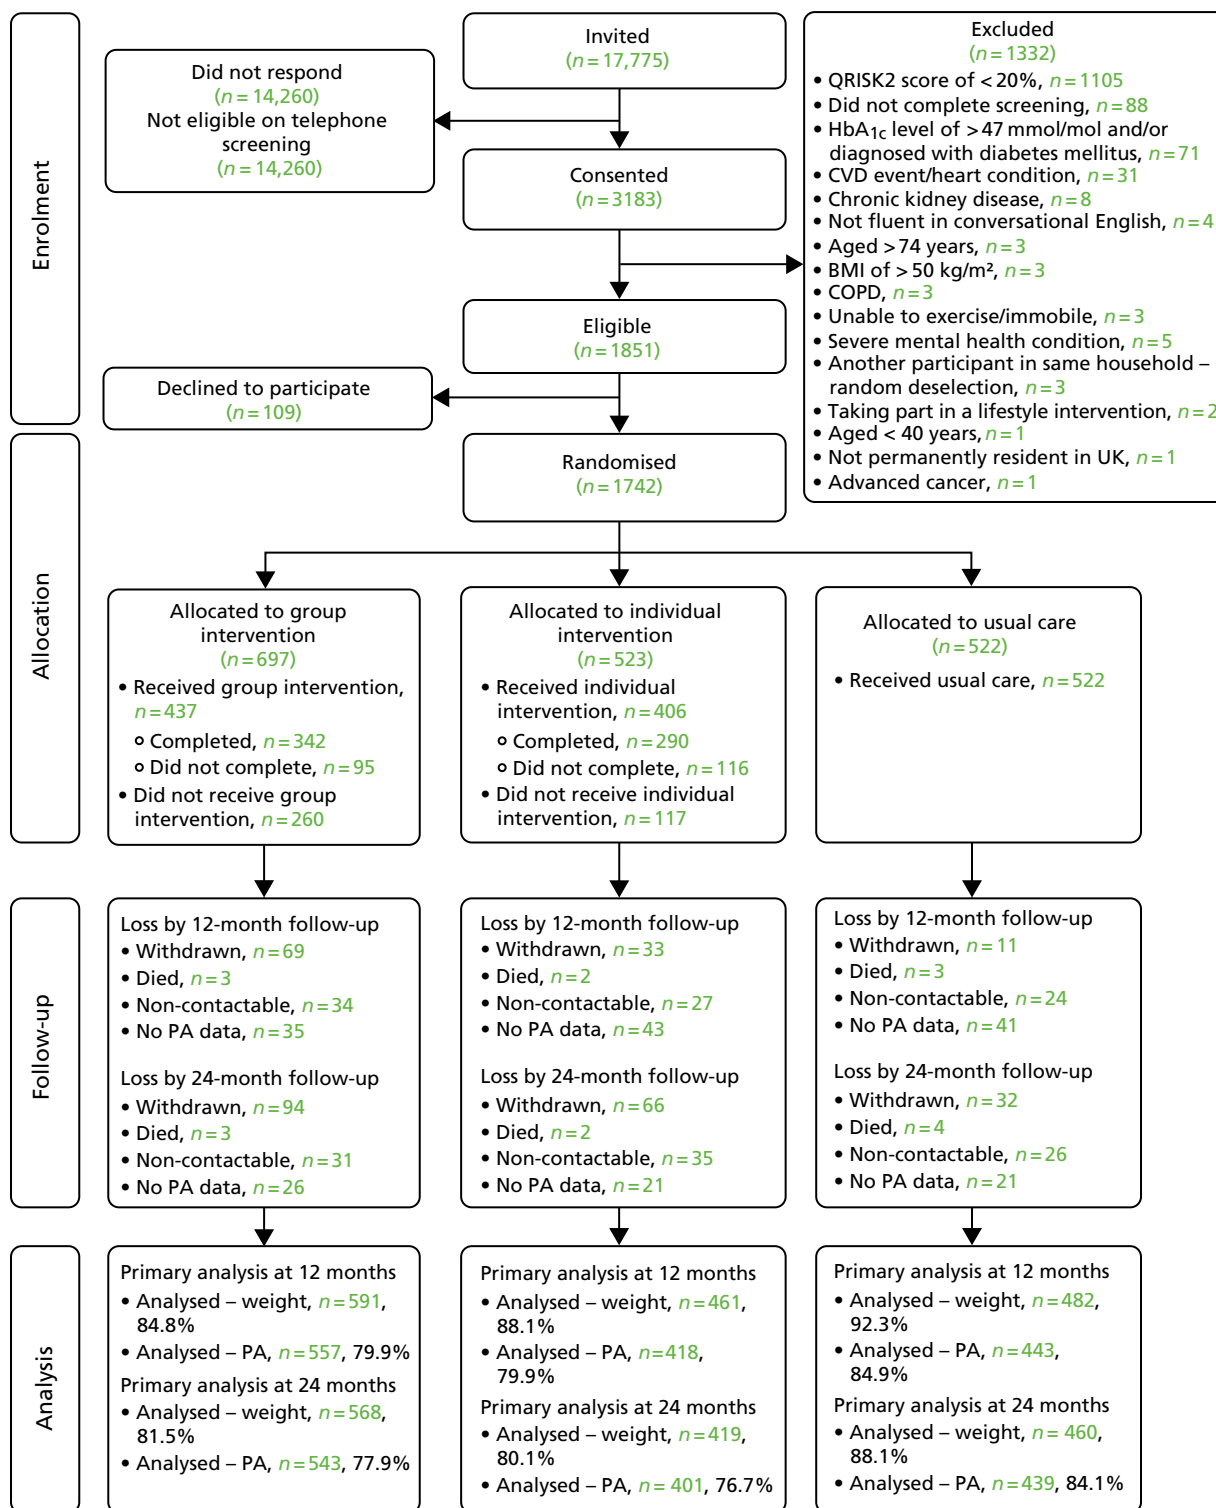 Enrolment
Invited
(n = 17,775)
Did not respond
(n = 14,260)
Not eligible on telephone
screening
(n = 14,260)
Consented
(n = 3183)
Excluded
(n = 1332)
• QRISK2 score of < 20%, n = 1105
• Did not complete screening, n = 88
• HbA1c level of > 47 mmol/mol and/or
diagnosed with diabetes mellitus, n = 71
• CVD event/heart condition, n = 31
• Chronic kidney disease, n = 8
• Not fluent in conversational English, n = 4
• Aged > 74 years, n = 3
• BMI of > 50 kg/m², n = 3
• COPD, n = 3
• Unable to exercise/immobile, n = 3
• Severe mental health condition, n = 5
• Another participant in same household –
random deselection, n = 3
• Taking part in a lifestyle intervention, n = 2
• Aged < 40 years, n = 1
• Not permanently resident in UK, n = 1
• Advanced cancer, n = 1
Eligible
(n = 1851)
Declined to participate
(n = 109)
Allocation
Randomised
(n = 1742)
Allocated to group
intervention
(n = 697)
• Received group intervention,
n = 437
Completed, n = 342
Did not complete, n = 95
• Did not receive group
intervention, n = 260
Allocated to individual
intervention
(n = 523)
• Received individual
intervention, n = 406
Completed, n = 290
Did not complete, n = 116
• Did not receive individual
intervention, n = 117
Allocated to usual care
(n = 522)
• Received usual care, n = 522
Follow-up
Loss by 12-month follow-up
• Withdrawn, n = 69
• Died, n = 3
• Non-contactable, n = 34
• No PA data, n = 35
Loss by 24-month follow-up
• Withdrawn, n = 94
• Died, n = 3
• Non-contactable, n = 31
• No PA data, n = 26
Loss by 12-month follow-up
• Withdrawn, n = 33
• Died, n = 2
• Non-contactable, n = 27
• No PA data, n = 43
Loss by 24-month follow-up
• Withdrawn, n = 66
• Died, n = 2
• Non-contactable, n = 35
• No PA data, n = 21
Loss by 12-month follow-up
• Withdrawn, n = 11
• Died, n = 3
• Non-contactable, n = 24
• No PA data, n = 41
Loss by 24-month follow-up
• Withdrawn, n = 32
• Died, n = 4
• Non-contactable, n = 26
• No PA data, n = 21
Analysis
Primary analysis at 12 months
• Analysed – weight, n = 591,
84.8%
• Analysed – PA, n = 557, 79.9%
Primary analysis at 24 months
• Analysed – weight, n = 568,
81.5%
• Analysed – PA, n = 543, 77.9%
Primary analysis at 12 months
• Analysed – weight, n = 461,
88.1%
• Analysed – PA, n = 418,
79.9%
Primary analysis at 24 months
• Analysed – weight, n = 419,
80.1%
• Analysed – PA, n = 401, 76.7%
Primary analysis at 12 months
• Analysed – weight, n = 482,
92.3%
• Analysed – PA, n = 443,
84.9%
Primary analysis at 24 months
• Analysed – weight, n = 460,
88.1%
• Analysed – PA, n = 439, 84.1%